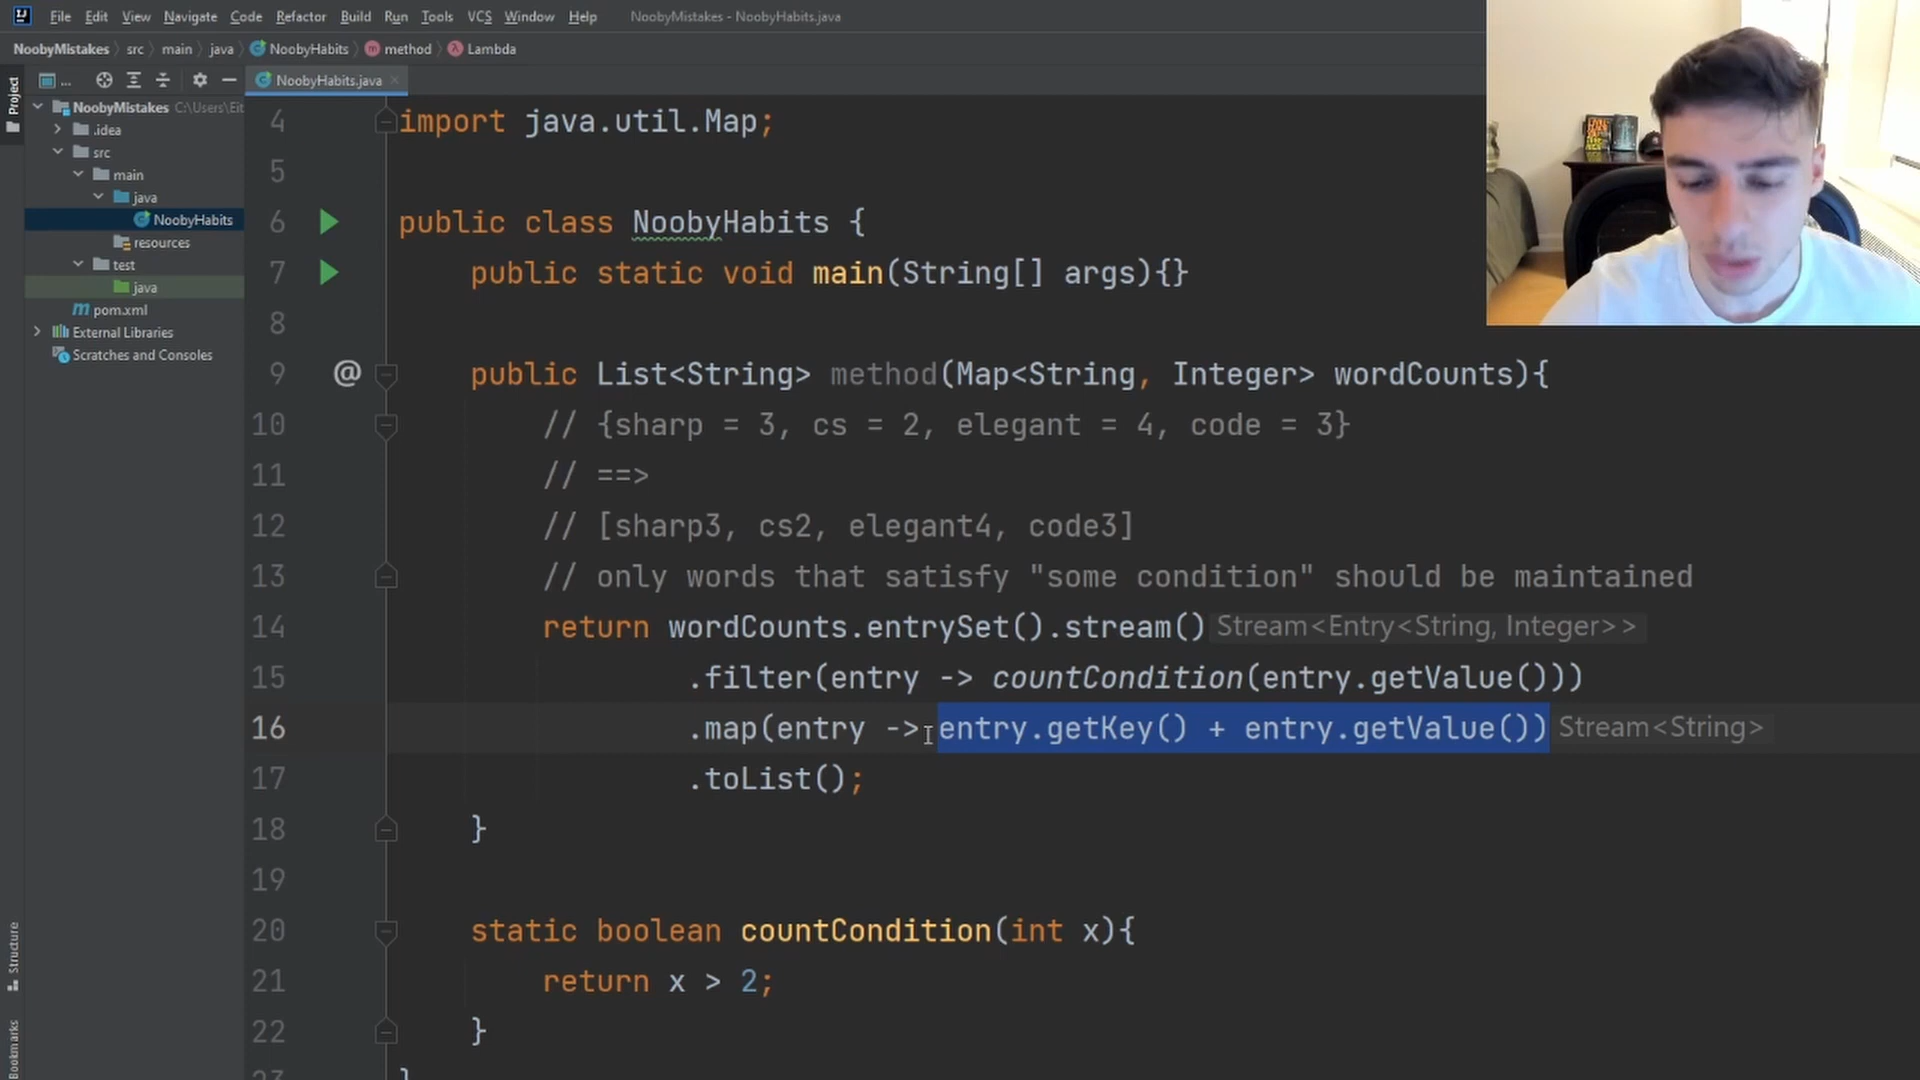 File Edit View Navigate Code Refactor Build Run Tools VCS Window Help NoobyMistakes - NoobyHabits.java
NoobyMistakes src main java NoobyHabits method Lambda
Project
...
NoobyHabits.java
NoobyMistakes C:\Users\Eit
.idea
src
main
java
NoobyHabits
resources
test
java
pom.xml
External Libraries
Scratches and Consoles
4 import java.util.Map;
5
6 public class NoobyHabits {
7 public static void main(String[] args){}
8
9 @ public List<String> method(Map<String, Integer> wordCounts){
10 // {sharp = 3, cs = 2, elegant = 4, code = 3}
11 // ==>
12 // [sharp3, cs2, elegant4, code3]
13 // only words that satisfy "some condition" should be maintained
14 return wordCounts.entrySet().stream() Stream<Entry<String, Integer>>
15 .filter(entry -> countCondition(entry.getValue()))
16 .map(entry -> entry.getKey() + entry.getValue()) Stream<String>
17 .toList();
18 }
19
20 static boolean countCondition(int x){
21 return x > 2;
22 }
23 }
Structure
Bookmarks